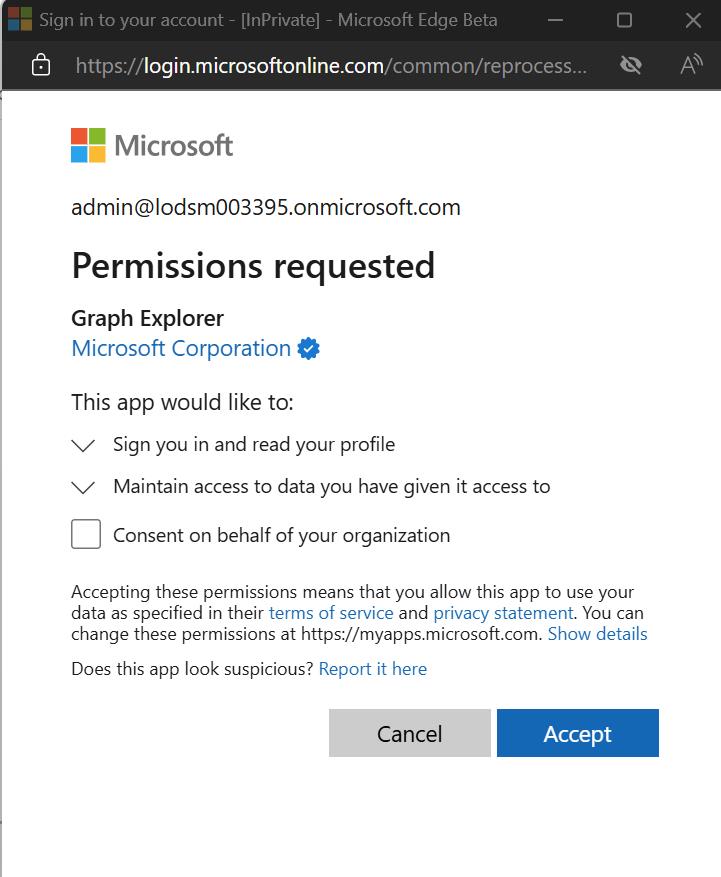 Sign in to your account - [InPrivate] - Microsoft Edge Beta
https://login.microsoftonline.com/common/reprocess...
Microsoft
admin@lodsm003395.onmicrosoft.com
Permissions requested
Graph Explorer
Microsoft Corporation
This app would like to:
Sign you in and read your profile
Maintain access to data you have given it access to
Consent on behalf of your organization
Accepting these permissions means that you allow this app to use your
data as specified in their terms of service and privacy statement. You can
change these permissions at https://myapps.microsoft.com. Show details
Does this app look suspicious? Report it here
Cancel
Accept